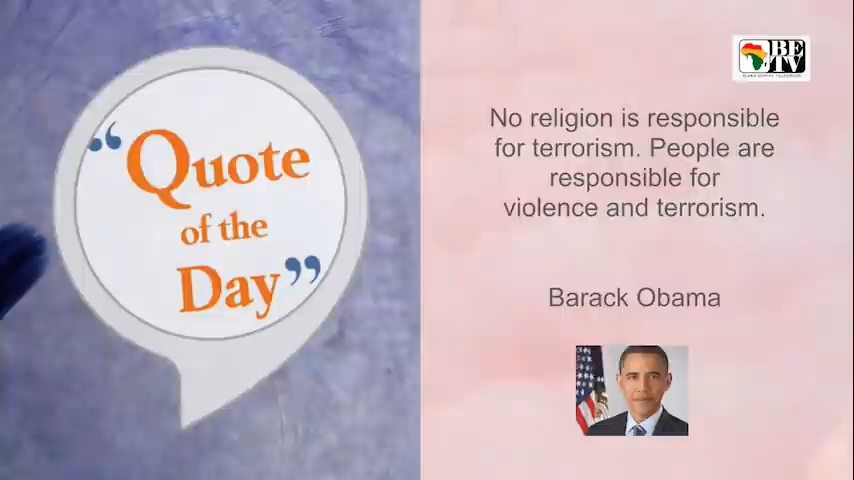 “Quote
of the
Day”
BE
TV
No religion is responsible
for terrorism. People are
responsible for
violence and terrorism.
Barack Obama